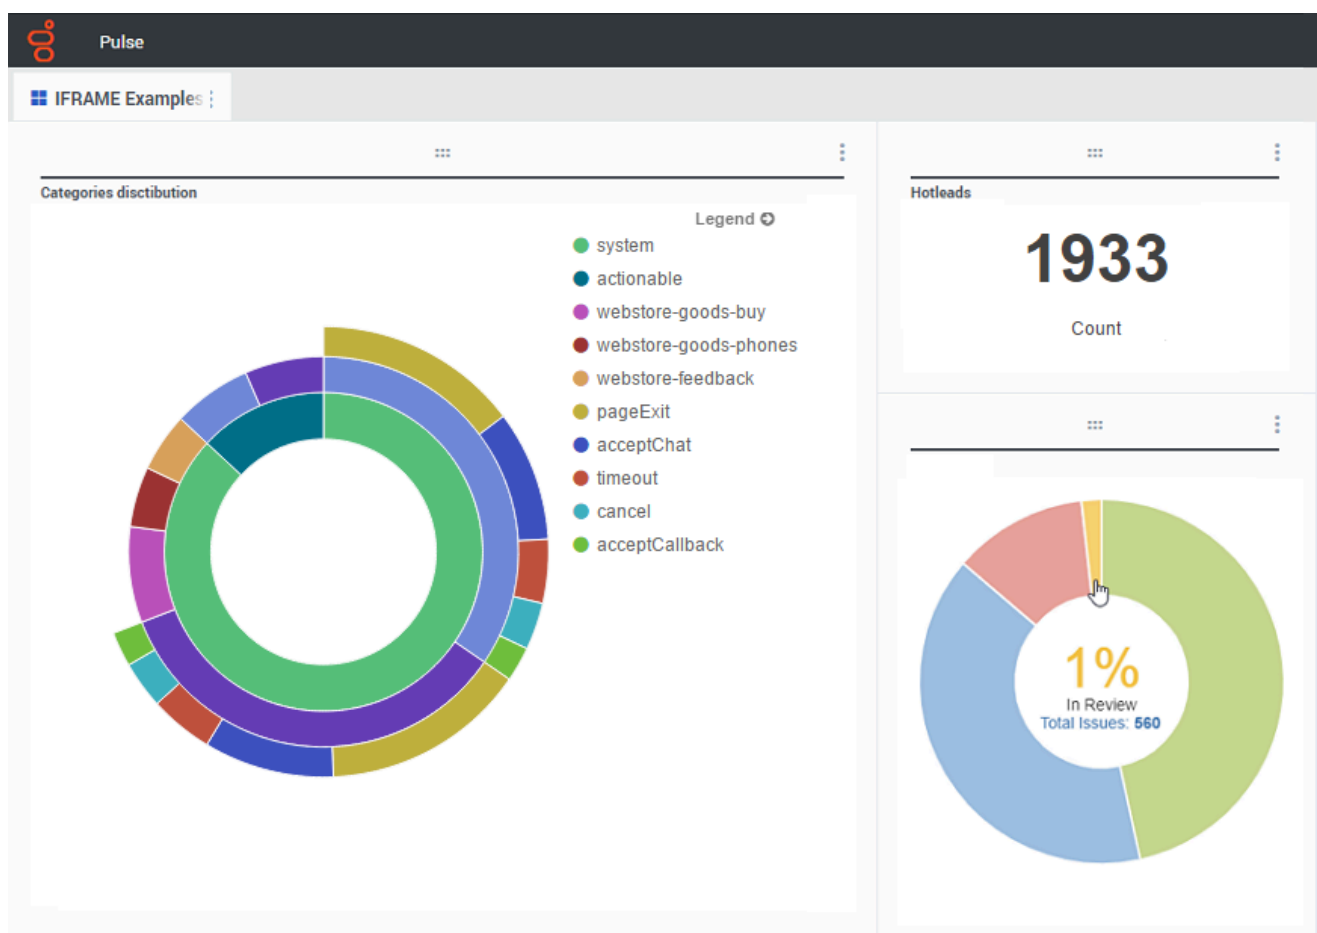 Pulse
IFRAME Examples
Categories disctibution
Legend
system
actionable
webstore-goods-buy
webstore-goods-phones
webstore-feedback
pageExit
acceptChat
timeout
cancel
acceptCallback
Hotleads
1933
Count
1%
In Review
Total Issues: 560